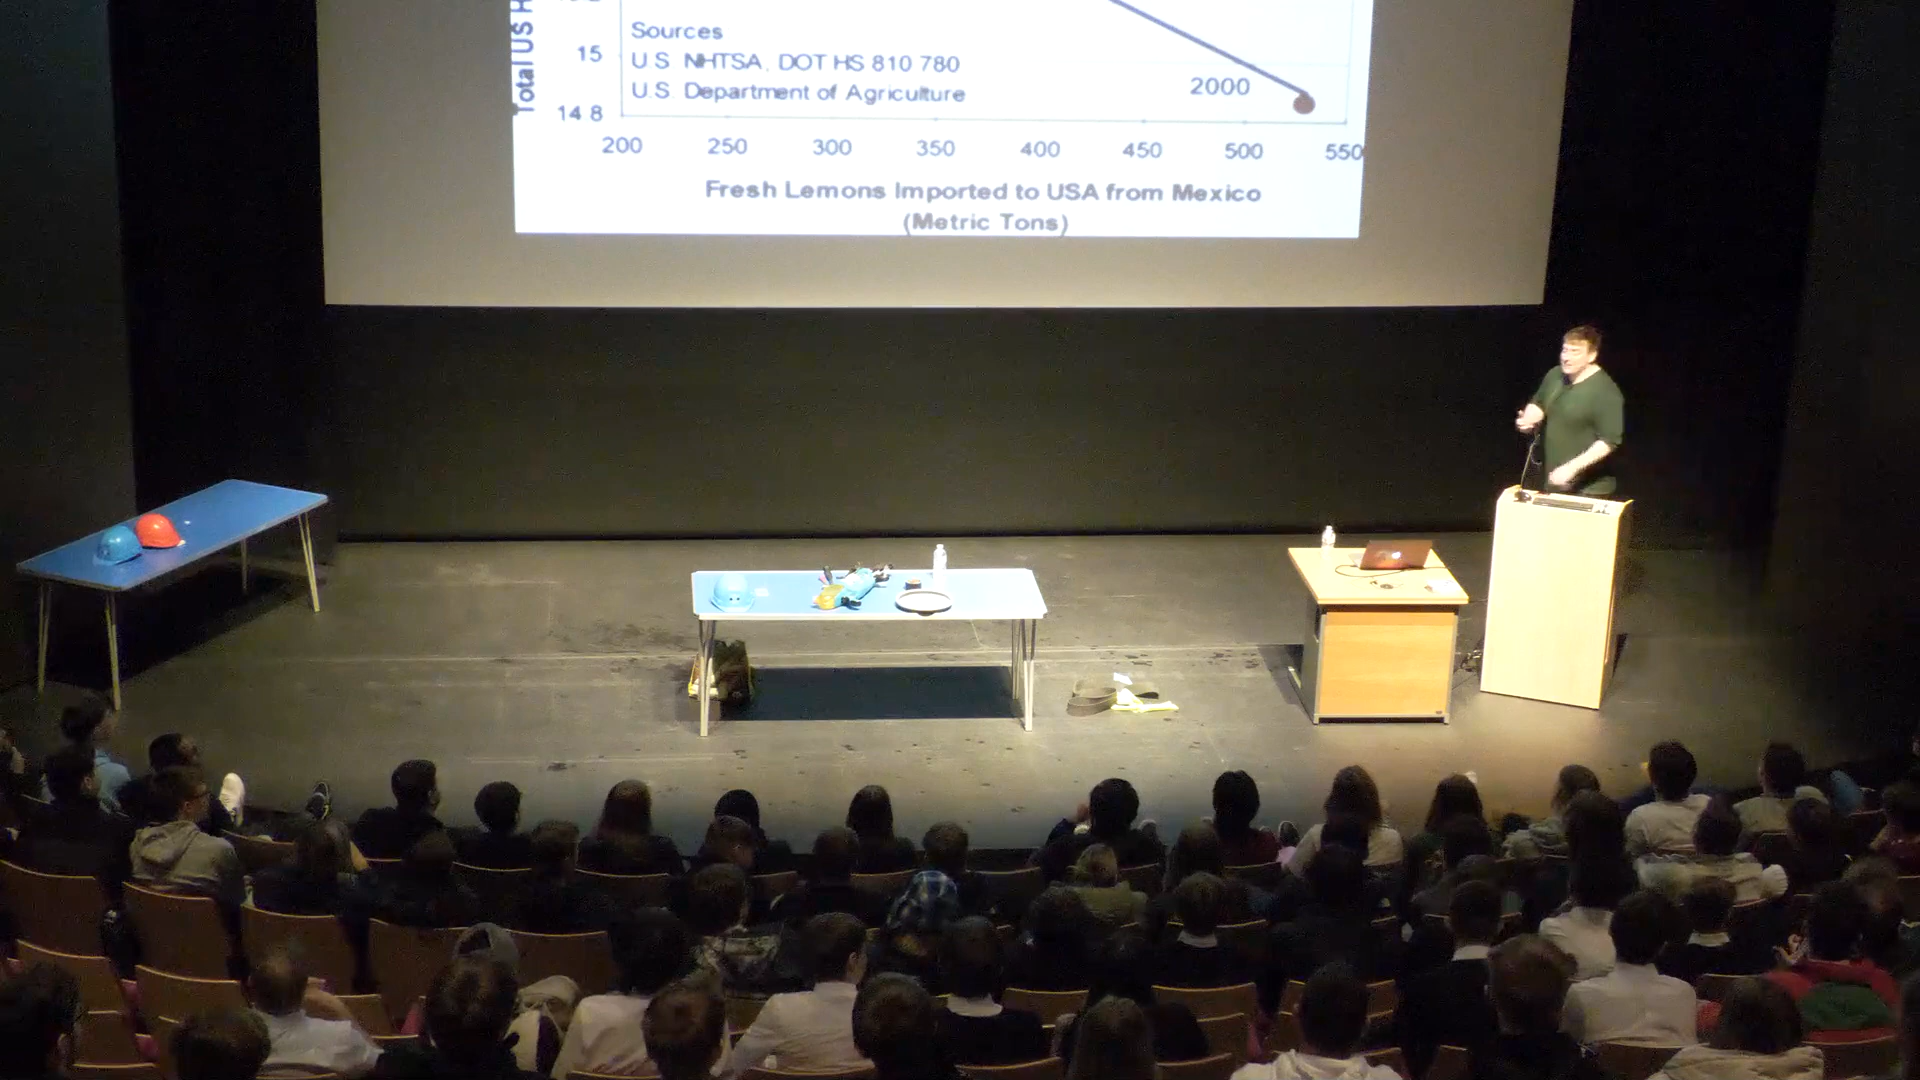 Total US
Sources
15
U.S. NHTSA, DOT HS 810 780
U.S. Department of Agriculture
2000
14.8
200 250 300 350 400 450 500 550
Fresh Lemons Imported to USA from Mexico
(Metric Tons)